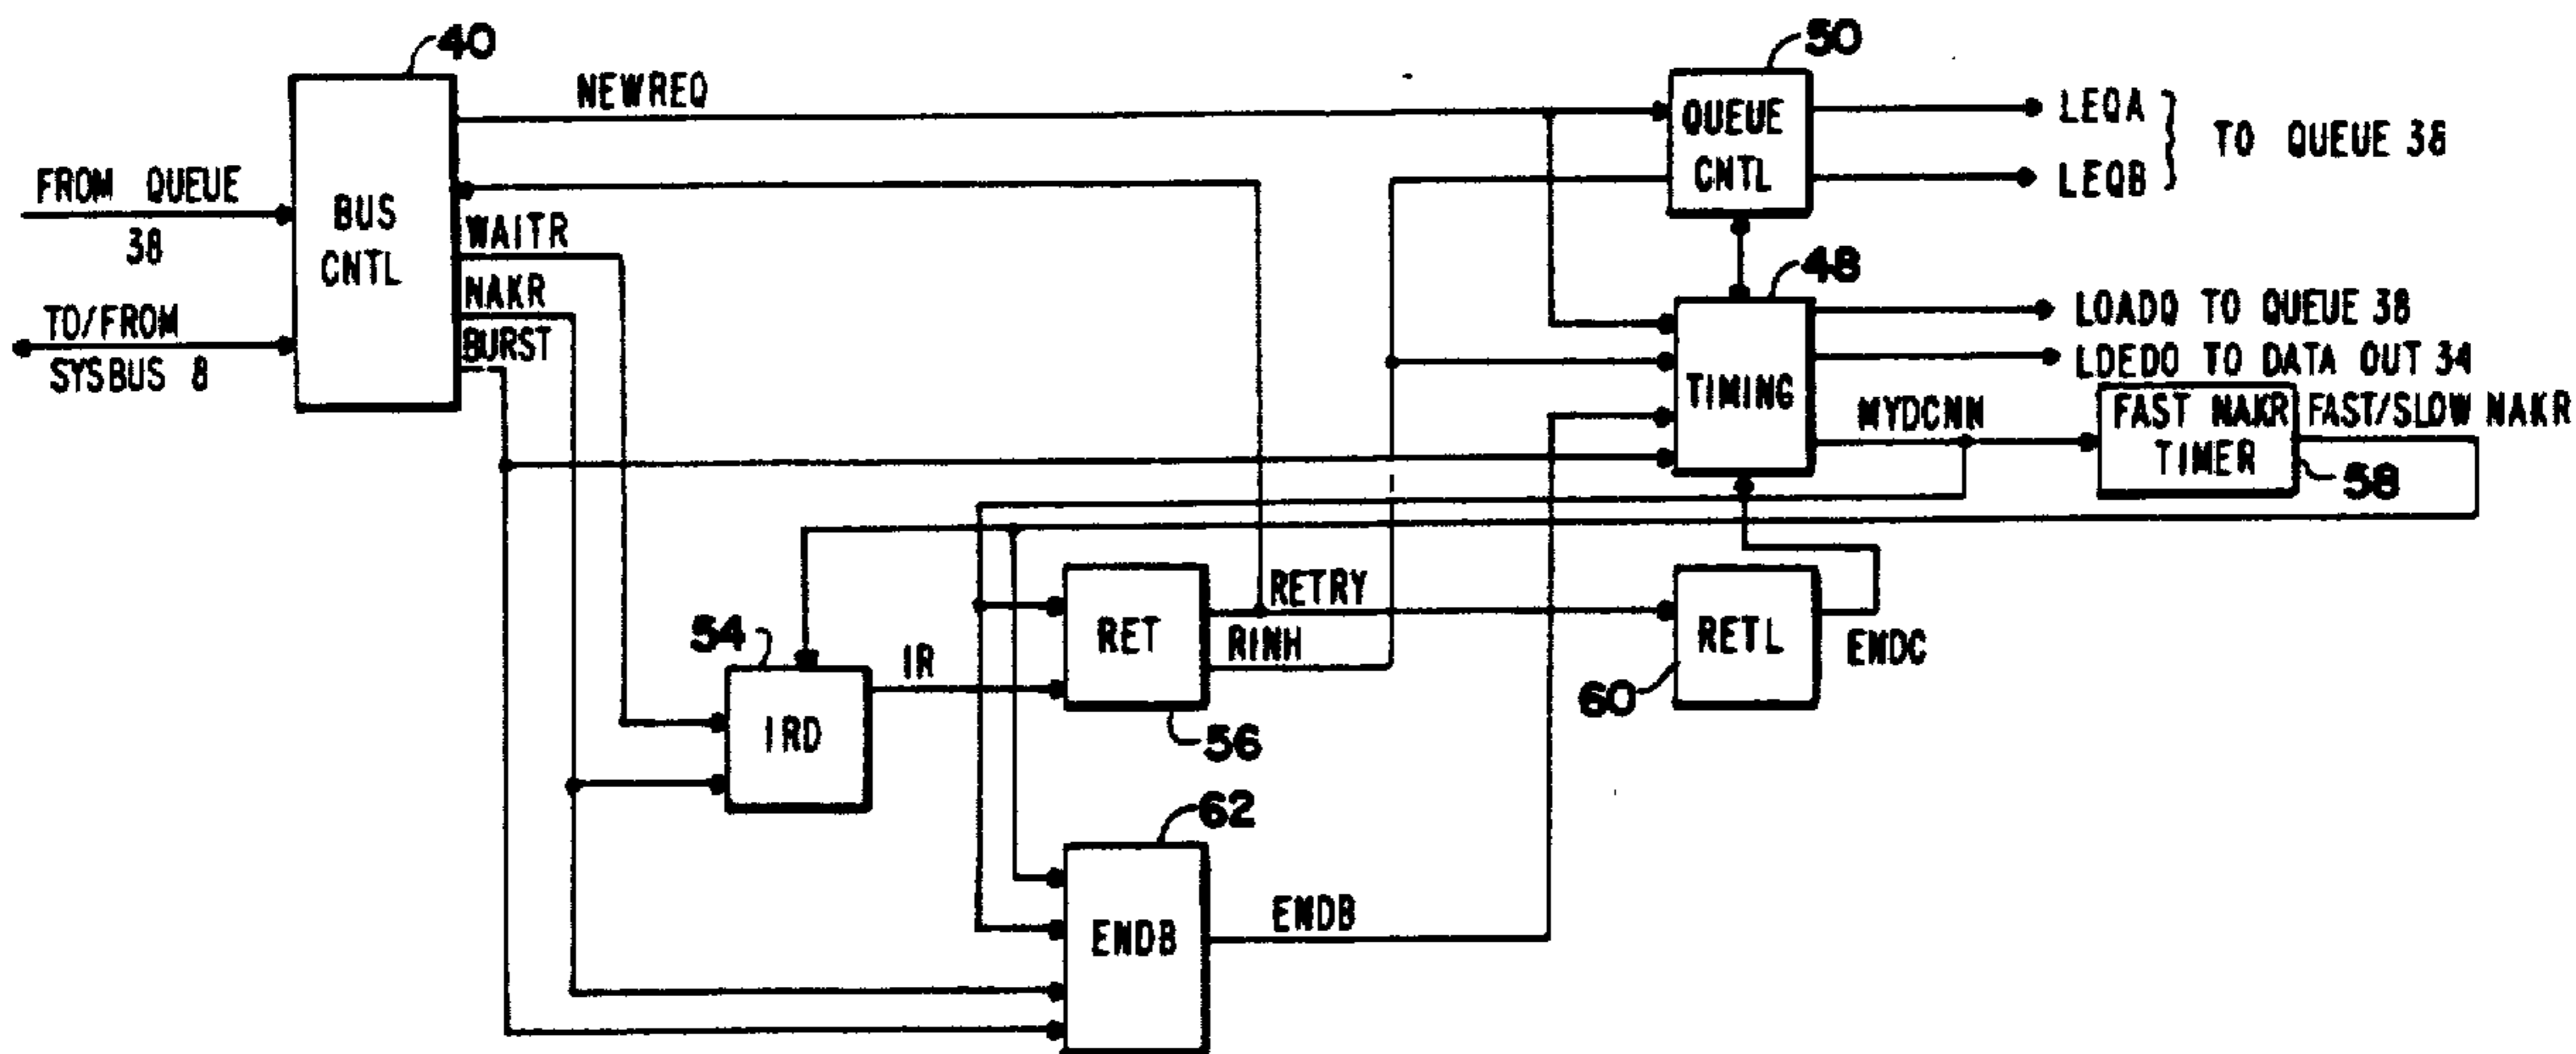 40
50
NEWREQ
QUEUE
CNTL
LEQA
LEQB
TO QUEUE 38
FROM QUEUE
38
BUS
CNTL
WAITR
NAKR
BURST
TO/FROM
SYSBUS 8
48
TIMING
LOADQ TO QUEUE 38
LDEDO TO DATA OUT 34
MYDCNN
FAST NAKR
TIMER
FAST/SLOW NAKR
58
54
IRD
IR
RET
56
RETRY
RINH
RETL
60
ENDC
62
ENDB
ENDB